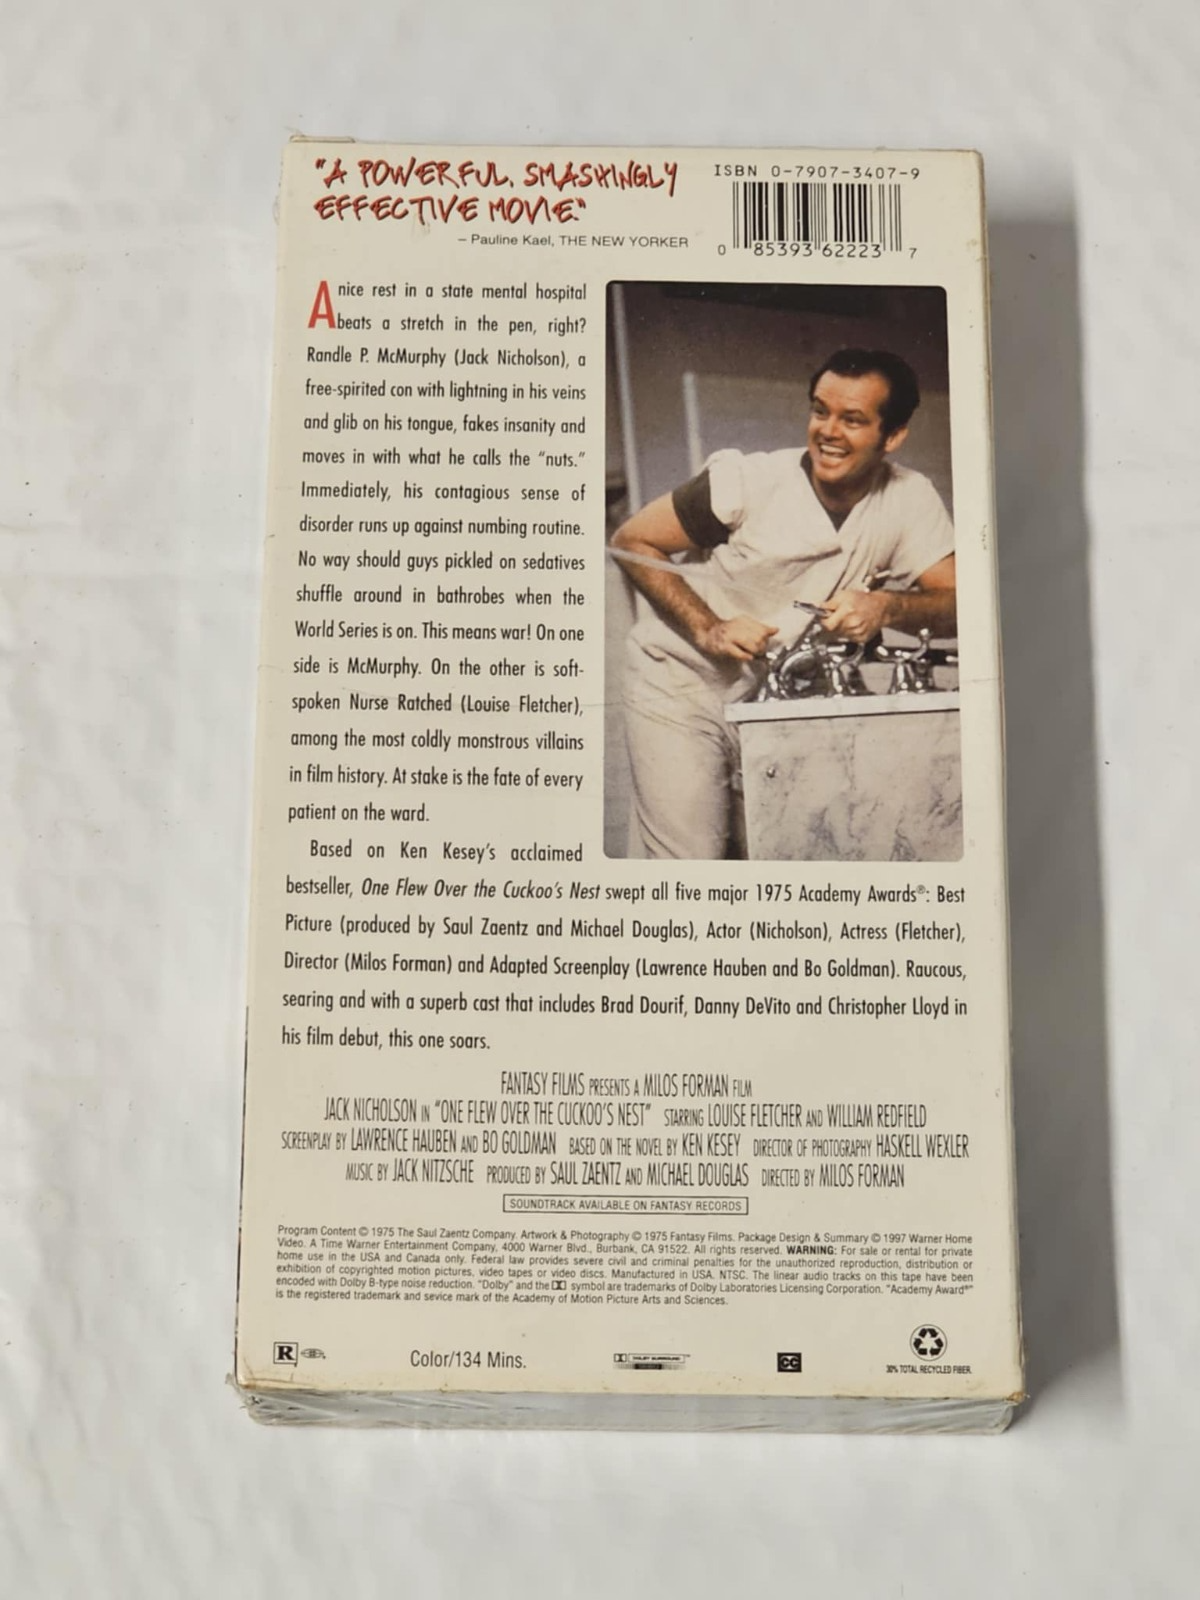 "A POWERFUL, SMASHINGLY
EFFECTIVE MOVIE."
– Pauline Kael, THE NEW YORKER
ISBN 0-7907-3407-9
0 85393 62223 7
A nice rest in a state mental hospital
beats a stretch in the pen, right?
Randle P. McMurphy (Jack Nicholson), a
free-spirited con with lightning in his veins
and glib on his tongue, fakes insanity and
moves in with what he calls the "nuts."
Immediately, his contagious sense of
disorder runs up against numbing routine.
No way should guys pickled on sedatives
shuffle around in bathrobes when the
World Series is on. This means war! On one
side is McMurphy. On the other is soft-
spoken Nurse Ratched (Louise Fletcher),
among the most coldly monstrous villains
in film history. At stake is the fate of every
patient on the ward.
Based on Ken Kesey's acclaimed
bestseller, One Flew Over the Cuckoo's Nest swept all five major 1975 Academy Awards®: Best
Picture (produced by Saul Zaentz and Michael Douglas), Actor (Nicholson), Actress (Fletcher),
Director (Milos Forman) and Adapted Screenplay (Lawrence Hauben and Bo Goldman). Raucous,
searing and with a superb cast that includes Brad Dourif, Danny DeVito and Christopher Lloyd in
his film debut, this one soars.
FANTASY FILMS PRESENTS A MILOS FORMAN FILM
JACK NICHOLSON IN "ONE FLEW OVER THE CUCKOO'S NEST" STARRING LOUISE FLETCHER AND WILLIAM REDFIELD
SCREENPLAY BY LAWRENCE HAUBEN AND BO GOLDMAN BASED ON THE NOVEL BY KEN KESEY DIRECTOR OF PHOTOGRAPHY HASKELL WEXLER
MUSIC BY JACK NITZSCHE PRODUCED BY SAUL ZAENTZ AND MICHAEL DOUGLAS DIRECTED BY MILOS FORMAN
SOUNDTRACK AVAILABLE ON FANTASY RECORDS
Program Content © 1975 The Saul Zaentz Company. Artwork & Photography © 1975 Fantasy Films. Package Design & Summary © 1997 Warner Home
Video. A Time Warner Entertainment Company, 4000 Warner Blvd., Burbank, CA 91522. All rights reserved. WARNING: For sale or rental for private
home use in the USA and Canada only. Federal law provides severe civil and criminal penalties for the unauthorized reproduction, distribution or
exhibition of copyrighted motion pictures, video tapes or video discs. Manufactured in USA. NTSC. The linear audio tracks on this tape have been
encoded with Dolby B-type noise reduction. "Dolby" and the symbol are trademarks of Dolby Laboratories Licensing Corporation. "Academy Award®"
is the registered trademark and sevice mark of the Academy of Motion Picture Arts and Sciences.
R
Color/134 Mins.
DOLBY SURROUND
CC
30% TOTAL RECYCLED FIBER.